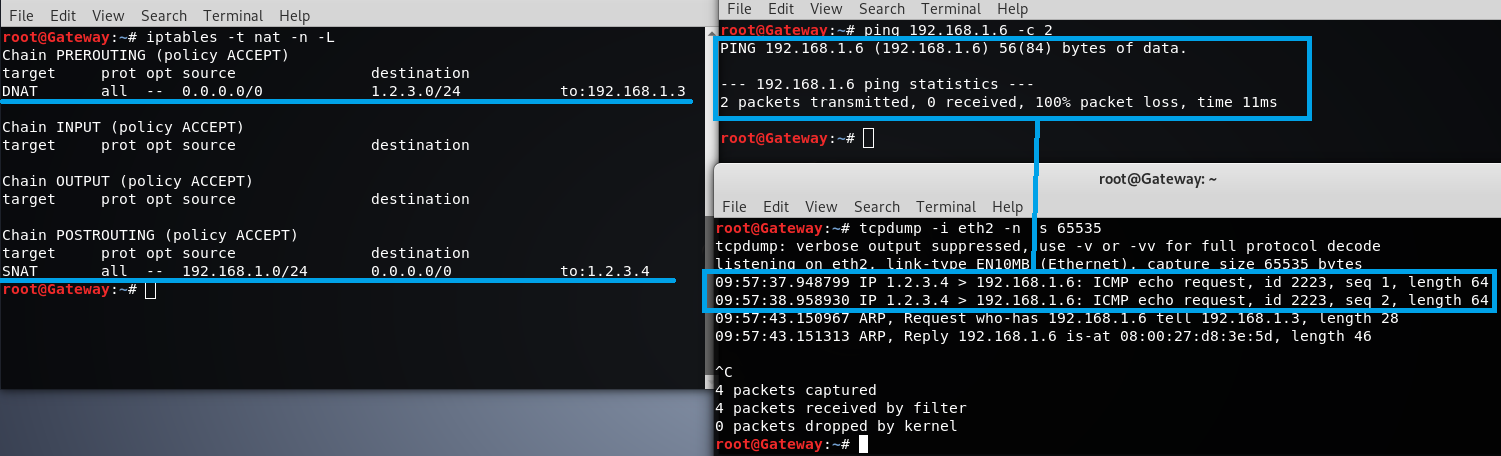 File Edit View Search Terminal Help
root@Gateway:~# iptables -t nat -n -L
Chain PREROUTING (policy ACCEPT)
target prot opt source destination
DNAT all -- 0.0.0.0/0 1.2.3.0/24 to:192.168.1.3
Chain INPUT (policy ACCEPT)
target prot opt source destination
Chain OUTPUT (policy ACCEPT)
target prot opt source destination
Chain POSTROUTING (policy ACCEPT)
target prot opt source destination
SNAT all -- 192.168.1.0/24 0.0.0.0/0 to:1.2.3.4
root@Gateway:~#
File Edit View Search Terminal Help
root@Gateway:~# ping 192.168.1.6 -c 2
PING 192.168.1.6 (192.168.1.6) 56(84) bytes of data.
--- 192.168.1.6 ping statistics ---
2 packets transmitted, 0 received, 100% packet loss, time 11ms
root@Gateway:~#
root@Gateway: ~
File Edit View Search Terminal Help
root@Gateway:~# tcpdump -i eth2 -n s 65535
tcpdump: verbose output suppressed, use -v or -vv for full protocol decode
listening on eth2, link-type EN10MB (Ethernet), capture size 65535 bytes
09:57:37.948799 IP 1.2.3.4 > 192.168.1.6: ICMP echo request, id 2223, seq 1, length 64
09:57:38.958930 IP 1.2.3.4 > 192.168.1.6: ICMP echo request, id 2223, seq 2, length 64
09:57:43.150967 ARP, Request who-has 192.168.1.6 tell 192.168.1.3, length 28
09:57:43.151313 ARP, Reply 192.168.1.6 is-at 08:00:27:d8:3e:5d, length 46
^C
4 packets captured
4 packets received by filter
0 packets dropped by kernel
root@Gateway:~#